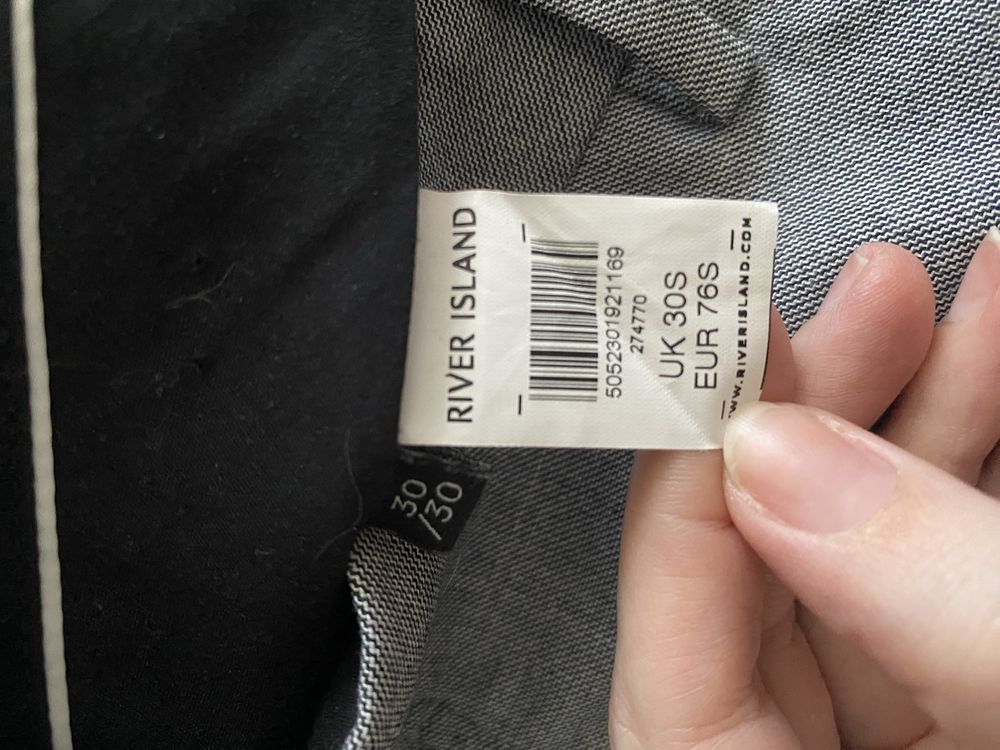 RIVER ISLAND
5052301921169
274770
UK 30S
EUR 76S
WWW.RIVERISLAND.COM
30
/30